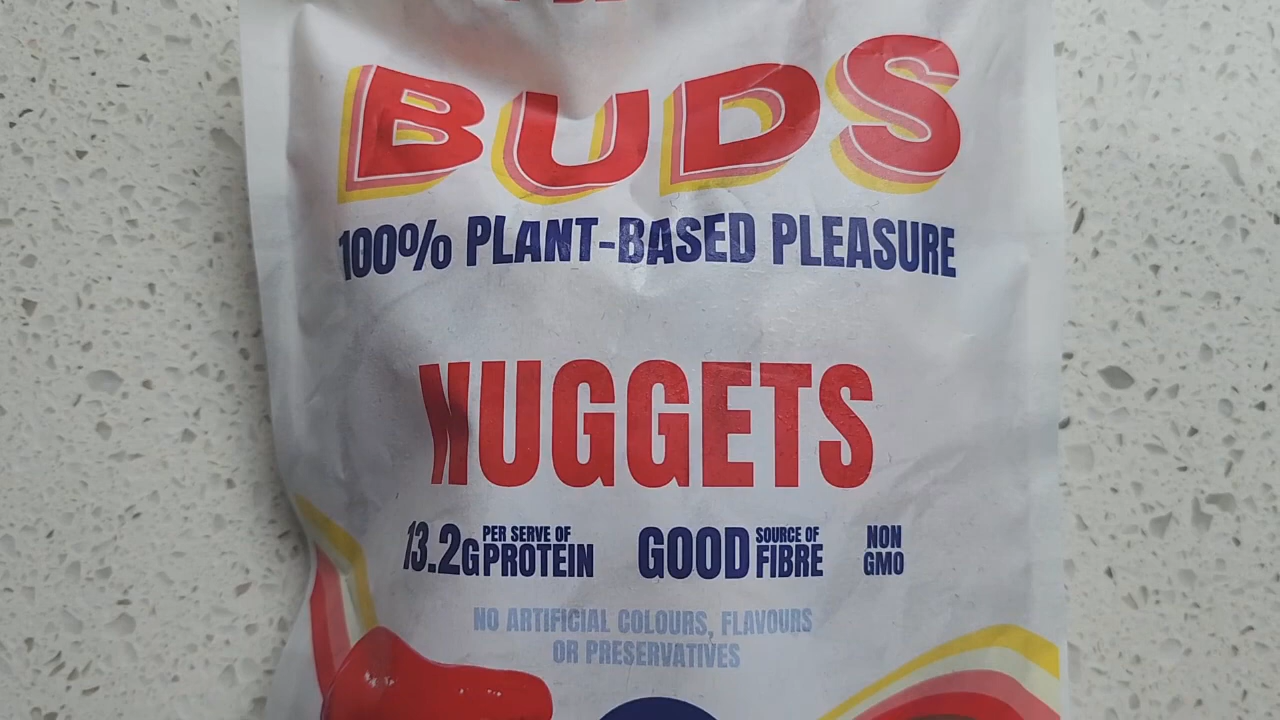 BUDS
100% PLANT-BASED PLEASURE
NUGGETS
13.2G PER SERVE OF PROTEIN
GOOD SOURCE OF FIBRE
NON GMO
NO ARTIFICIAL COLOURS, FLAVOURS
OR PRESERVATIVES